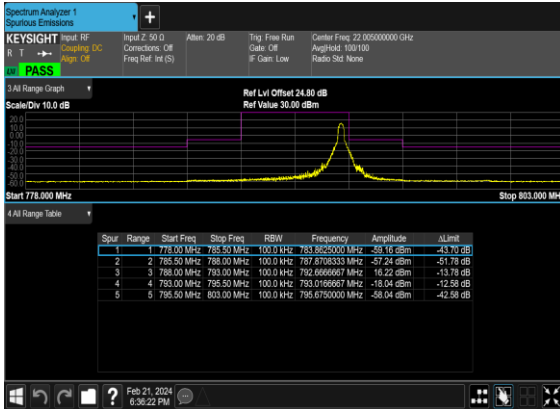 Spectrum Analyzer 1
Spurious Emissions
+
KEYSIGHT Input: RF Input Z: 50 Ω Atten: 20 dB Trig: Free Run Center Freq: 22.005000000 GHz
R T Coupling: DC Corrections: Off Gate: Off Avg|Hold: 100/100
Align: Off Freq Ref: Int (S) IF Gain: Low Radio Std: None
PASS
3 All Range Graph
Ref Lvl Offset 24.80 dB
Scale/Div 10.0 dB Ref Value 30.00 dBm
20.0
10.0
0.00
-10.0
-20.0
-30.0
-40.0
-50.0
-60.0
Start 778.000 MHz Stop 803.000 MHz
4 All Range Table
Spur Range Start Freq Stop Freq RBW Frequency Amplitude ΔLimit
1 1 778.00 MHz 785.50 MHz 100.0 kHz 783.8625000 MHz -59.16 dBm -43.70 dB
2 2 785.50 MHz 788.00 MHz 100.0 kHz 787.8708333 MHz -57.24 dBm -51.78 dB
3 3 788.00 MHz 793.00 MHz 100.0 kHz 792.6666667 MHz 16.22 dBm -13.78 dB
4 4 793.00 MHz 795.50 MHz 100.0 kHz 793.0166667 MHz -18.04 dBm -12.58 dB
5 5 795.50 MHz 803.00 MHz 100.0 kHz 795.6750000 MHz -58.04 dBm -42.58 dB
? Feb 21, 2024
6:36:22 PM